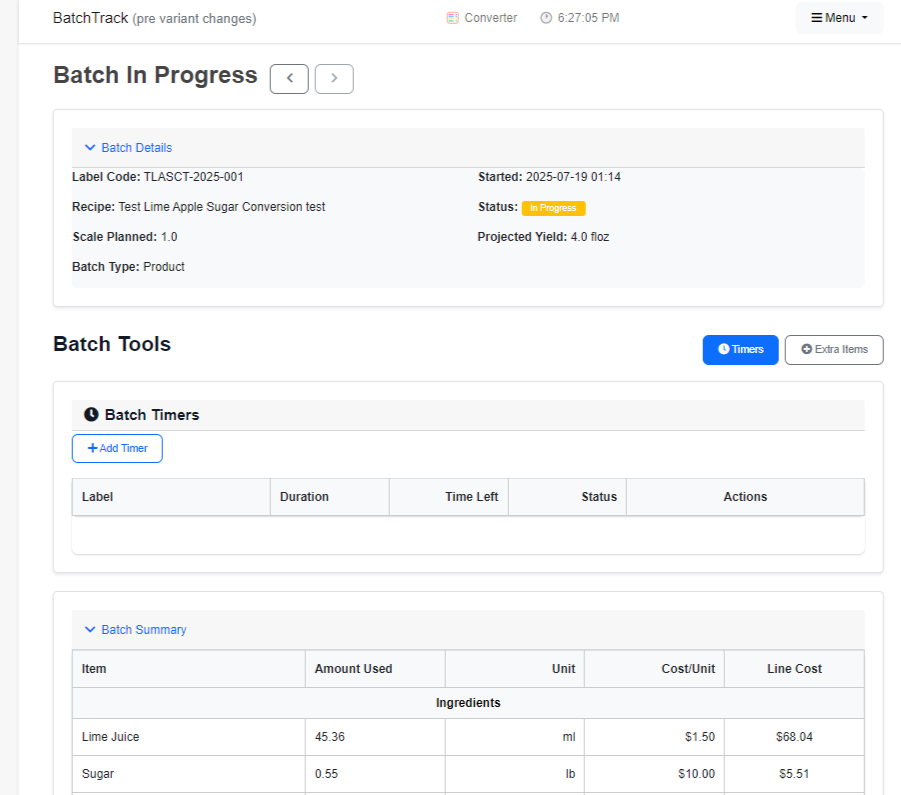 BatchTrack (pre variant changes) Converter 6:27:05 PM Menu
Batch In Progress
Batch Details
Label Code: TLASCT-2025-001 Started: 2025-07-19 01:14
Recipe: Test Lime Apple Sugar Conversion test Status: In Progress
Scale Planned: 1.0 Projected Yield: 4.0 floz
Batch Type: Product
Batch Tools Timers Extra Items
Batch Timers
+ Add Timer
Label Duration Time Left Status Actions
Batch Summary
Item Amount Used Unit Cost/Unit Line Cost
Ingredients
Lime Juice 45.36 ml $1.50 $68.04
Sugar 0.55 lb $10.00 $5.51